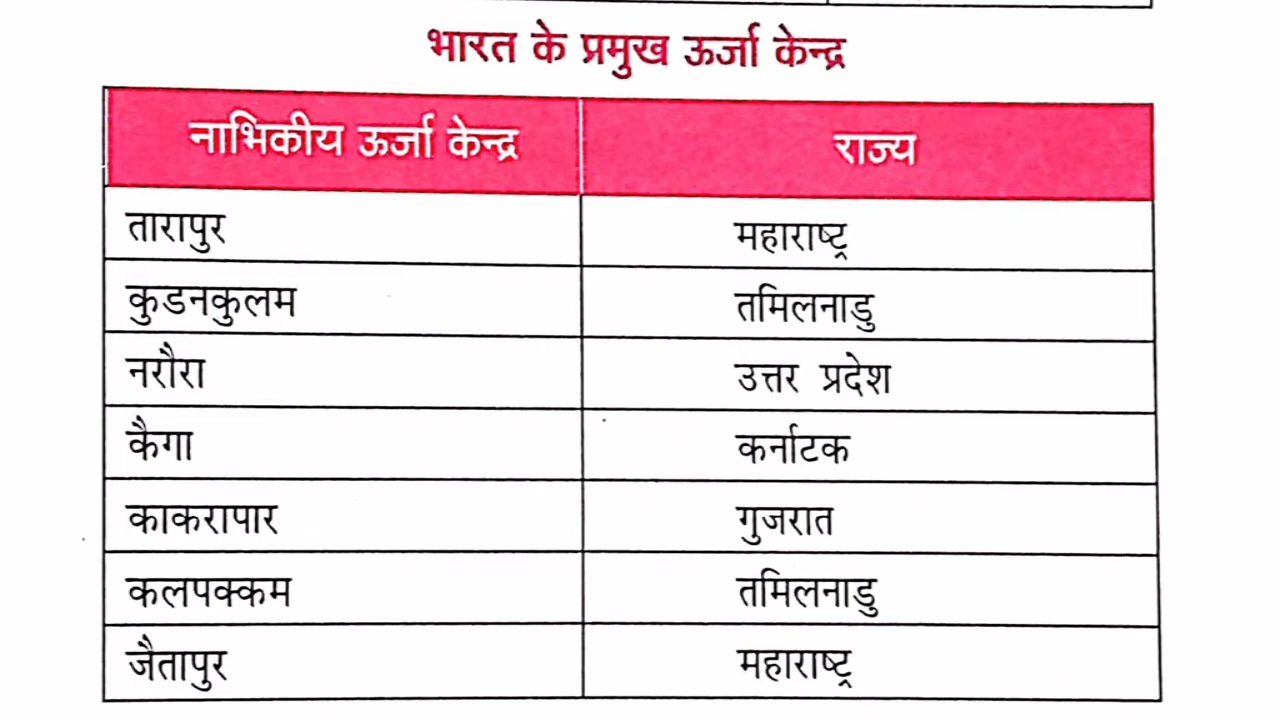 भारत के प्रमुख ऊर्जा केन्द्र
नाभिकीय ऊर्जा केन्द्र राज्य
तारापुर महाराष्ट्र
कुडनकुलम तमिलनाडु
नरौरा उत्तर प्रदेश
कैगा कर्नाटक
काकरापार गुजरात
कलपक्कम तमिलनाडु
जैतापुर महाराष्ट्र